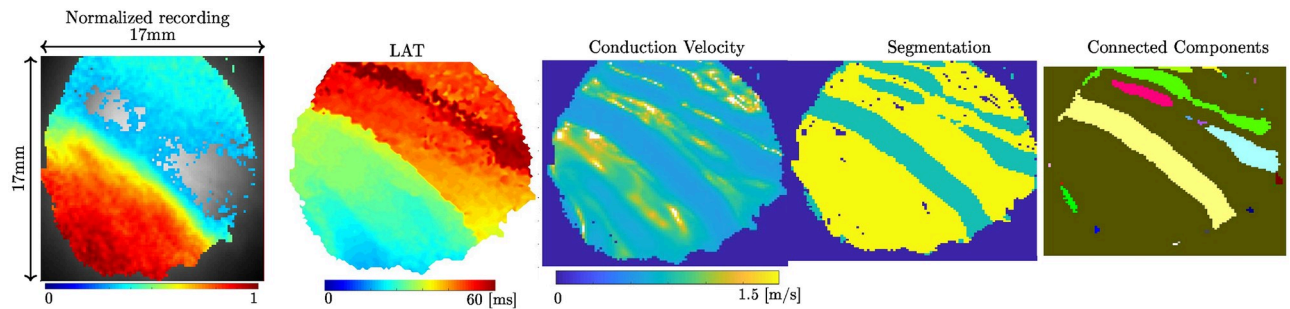 Normalized recording
17mm
17mm
0
1
LAT
0
60 [ms]
Conduction Velocity
0
1.5 [m/s]
Segmentation
Connected Components